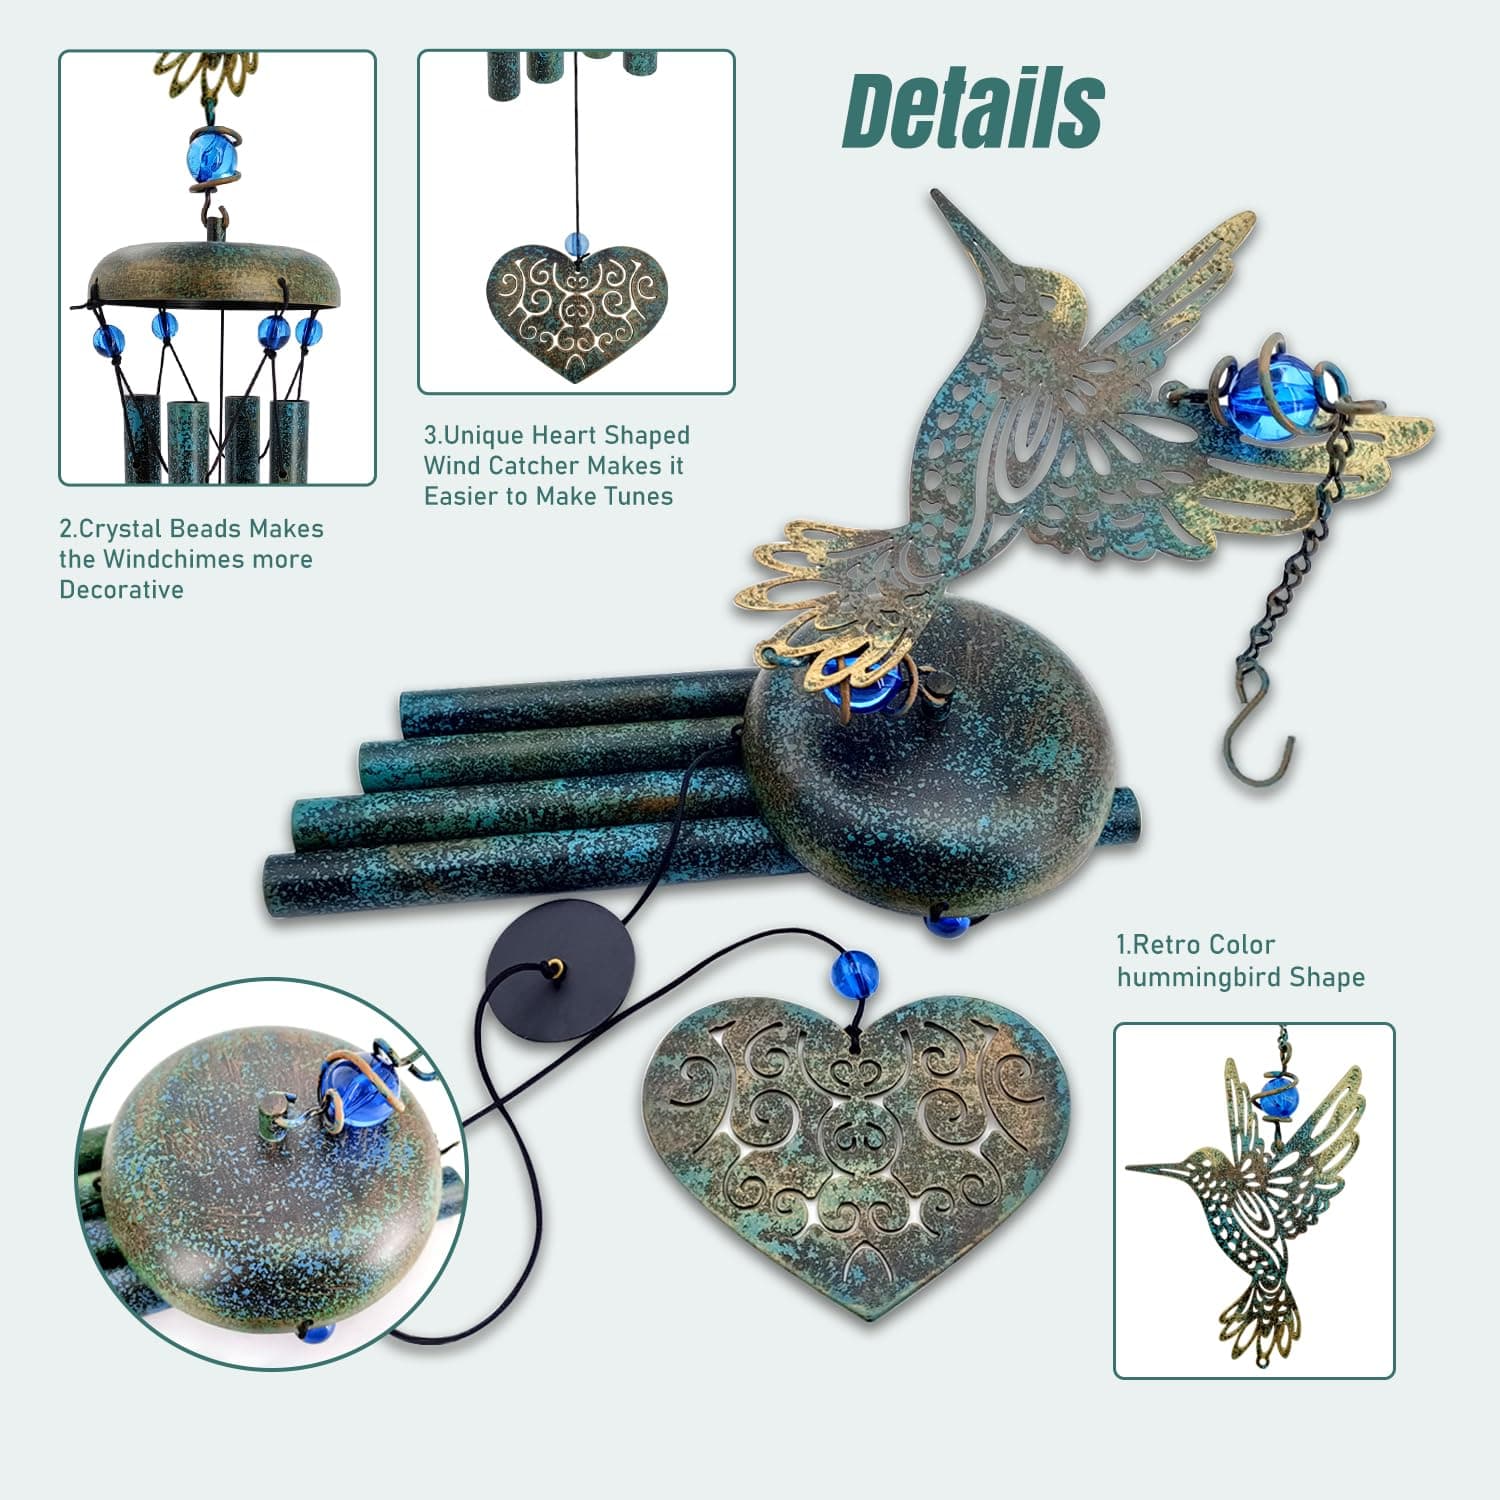 Details
2.Crystal Beads Makes
the Windchimes more
Decorative
3.Unique Heart Shaped
Wind Catcher Makes it
Easier to Make Tunes
1.Retro Color
hummingbird Shape